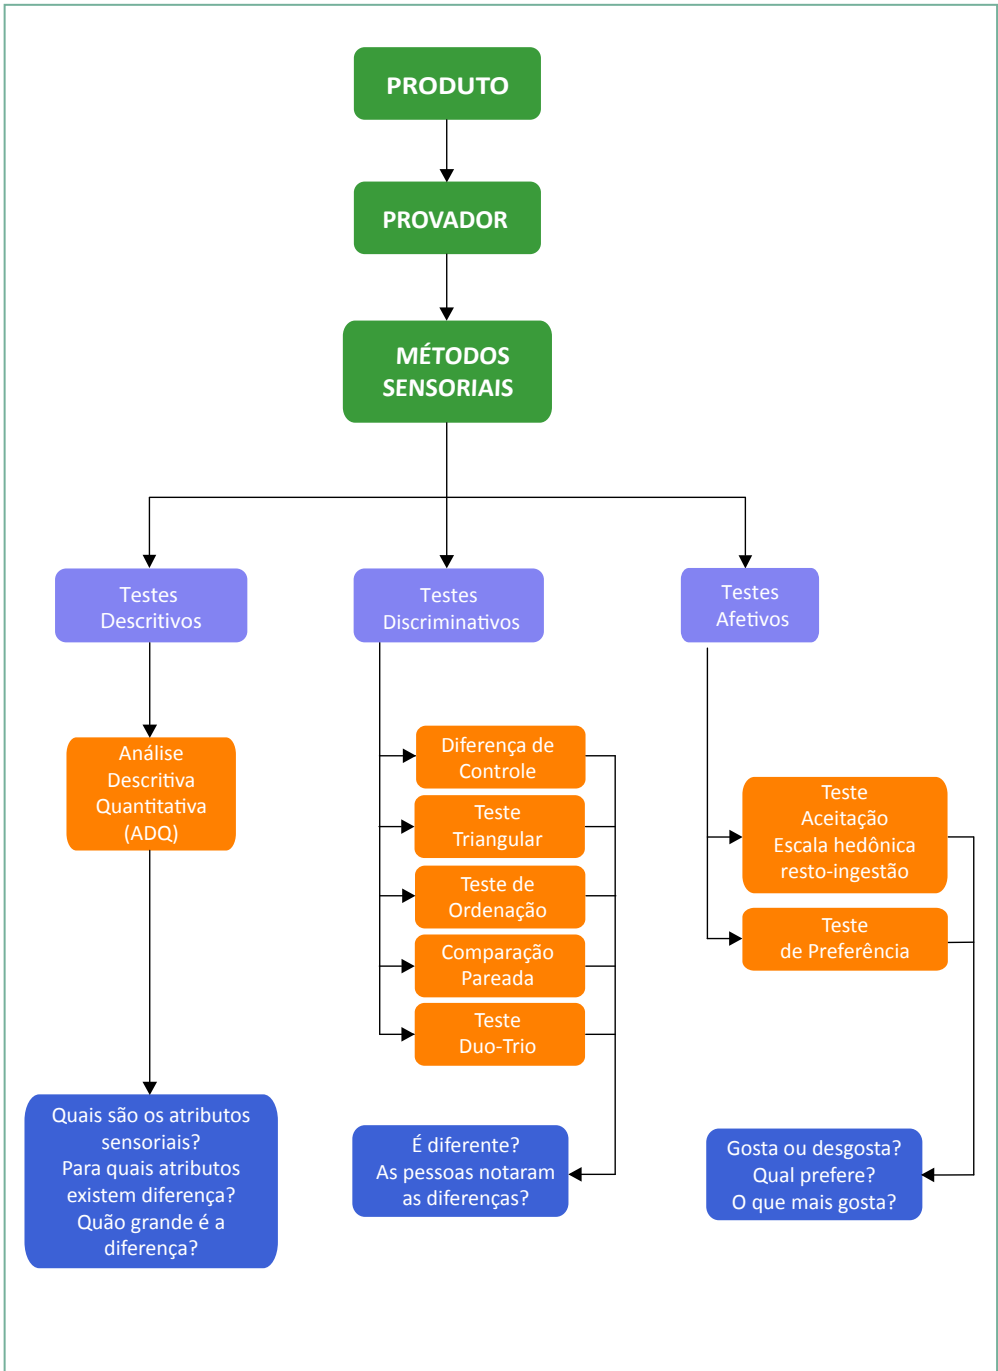 PRODUTO
PROVADOR
MÉTODOS
SENSORIAIS
Testes
Descritivos
Testes
Discriminativos
Testes
Afetivos
Análise
Descritiva
Quantitativa
(ADQ)
Diferença de
Controle
Teste
Triangular
Teste de
Ordenação
Comparação
Pareada
Teste
Duo-Trio
Teste
Aceitação
Escala hedônica
resto-ingestão
Teste
de Preferência
Quais são os atributos
sensoriais?
Para quais atributos
existem diferença?
Quão grande é a
diferença?
É diferente?
As pessoas notaram
as diferenças?
Gosta ou desgosta?
Qual prefere?
O que mais gosta?